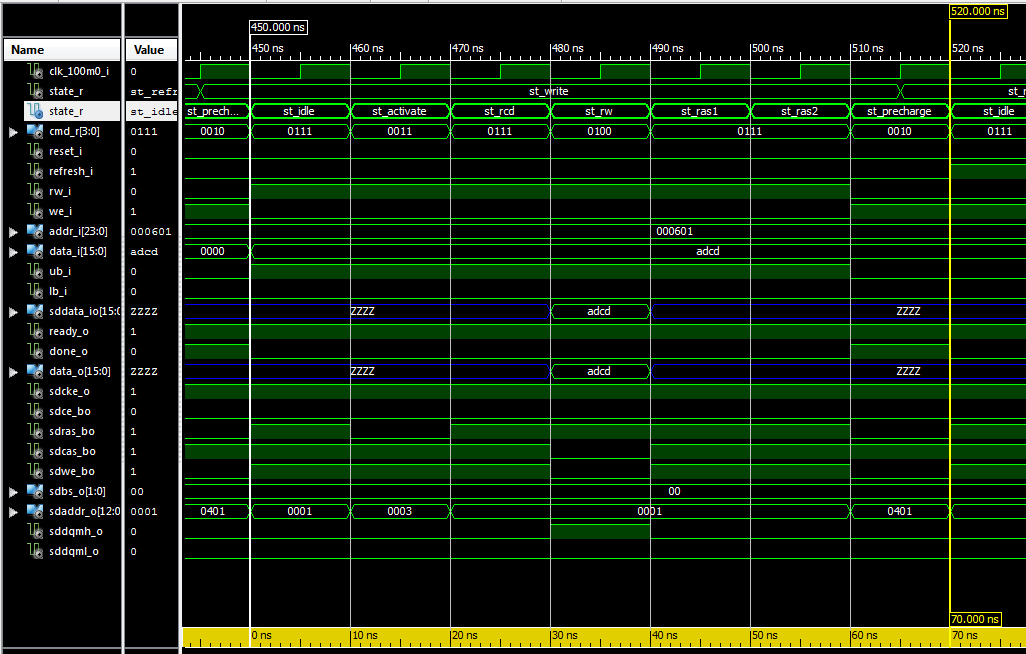 520.000 ns
450.000 ns
Name Value 450 ns 460 ns 470 ns 480 ns 490 ns 500 ns 510 ns 520 ns
clk_100m0_i 0
state_r st_refr st_write st_r
state_r st_idle st_prech... st_idle st_activate st_rcd st_rw st_ras1 st_ras2 st_precharge st_idle
cmd_r[3:0] 0111 0010 0111 0011 0111 0100 0111 0010 0111
reset_i 0
refresh_i 1
rw_i 0
we_i 1
addr_i[23:0] 000601 000601
data_i[15:0] adcd 0000 adcd
ub_i 0
lb_i 0
sddata_io[15:0 ZZZZ ZZZZ adcd ZZZZ
ready_o 1
done_o 0
data_o[15:0] ZZZZ ZZZZ adcd ZZZZ
sdcke_o 1
sdce_bo 0
sdras_bo 1
sdcas_bo 1
sdwe_bo 1
sdbs_o[1:0] 00 00
sdaddr_o[12:0 0001 0401 0001 0003 0001 0401
sddqmh_o 0
sddqml_o 0
70.000 ns
0 ns 10 ns 20 ns 30 ns 40 ns 50 ns 60 ns 70 ns